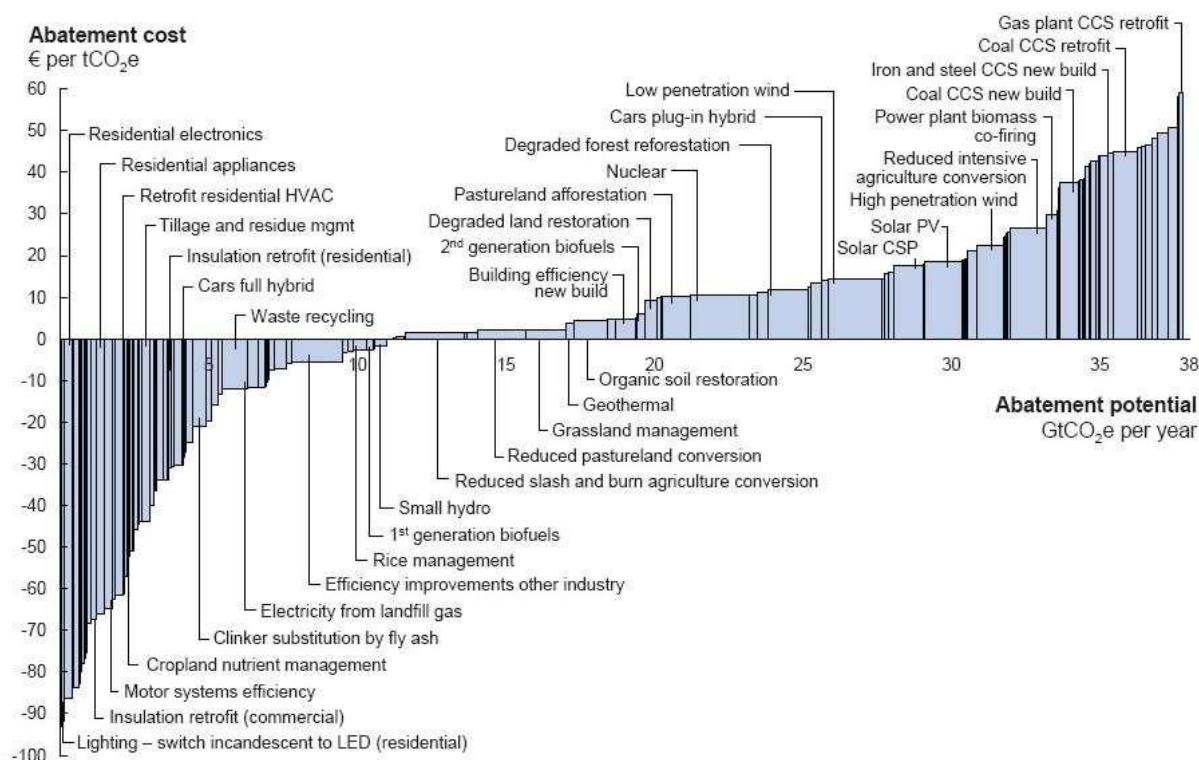 Abatement cost
€ per tCO₂e
60
50
40
30
20
10
0
-10
-20
-30
-40
-50
-60
-70
-80
-90
-100
Gas plant CCS retrofit
Coal CCS retrofit
Iron and steel CCS new build
Coal CCS new build
Power plant biomass
co-firing
Reduced intensive
agriculture conversion
High penetration wind
Solar PV
Solar CSP
Low penetration wind
Cars plug-in hybrid
Degraded forest reforestation
Nuclear
Pastureland afforestation
Degraded land restoration
2nd generation biofuels
Building efficiency
new build
Residential electronics
Residential appliances
Retrofit residential HVAC
Tillage and residue mgmt
Insulation retrofit (residential)
Cars full hybrid
Waste recycling
5
10
15
20
25
30
35
38
Abatement potential
GtCO₂e per year
Organic soil restoration
Geothermal
Grassland management
Reduced pastureland conversion
Reduced slash and burn agriculture conversion
Small hydro
1st generation biofuels
Rice management
Efficiency improvements other industry
Electricity from landfill gas
Clinker substitution by fly ash
Cropland nutrient management
Motor systems efficiency
Insulation retrofit (commercial)
Lighting – switch incandescent to LED (residential)